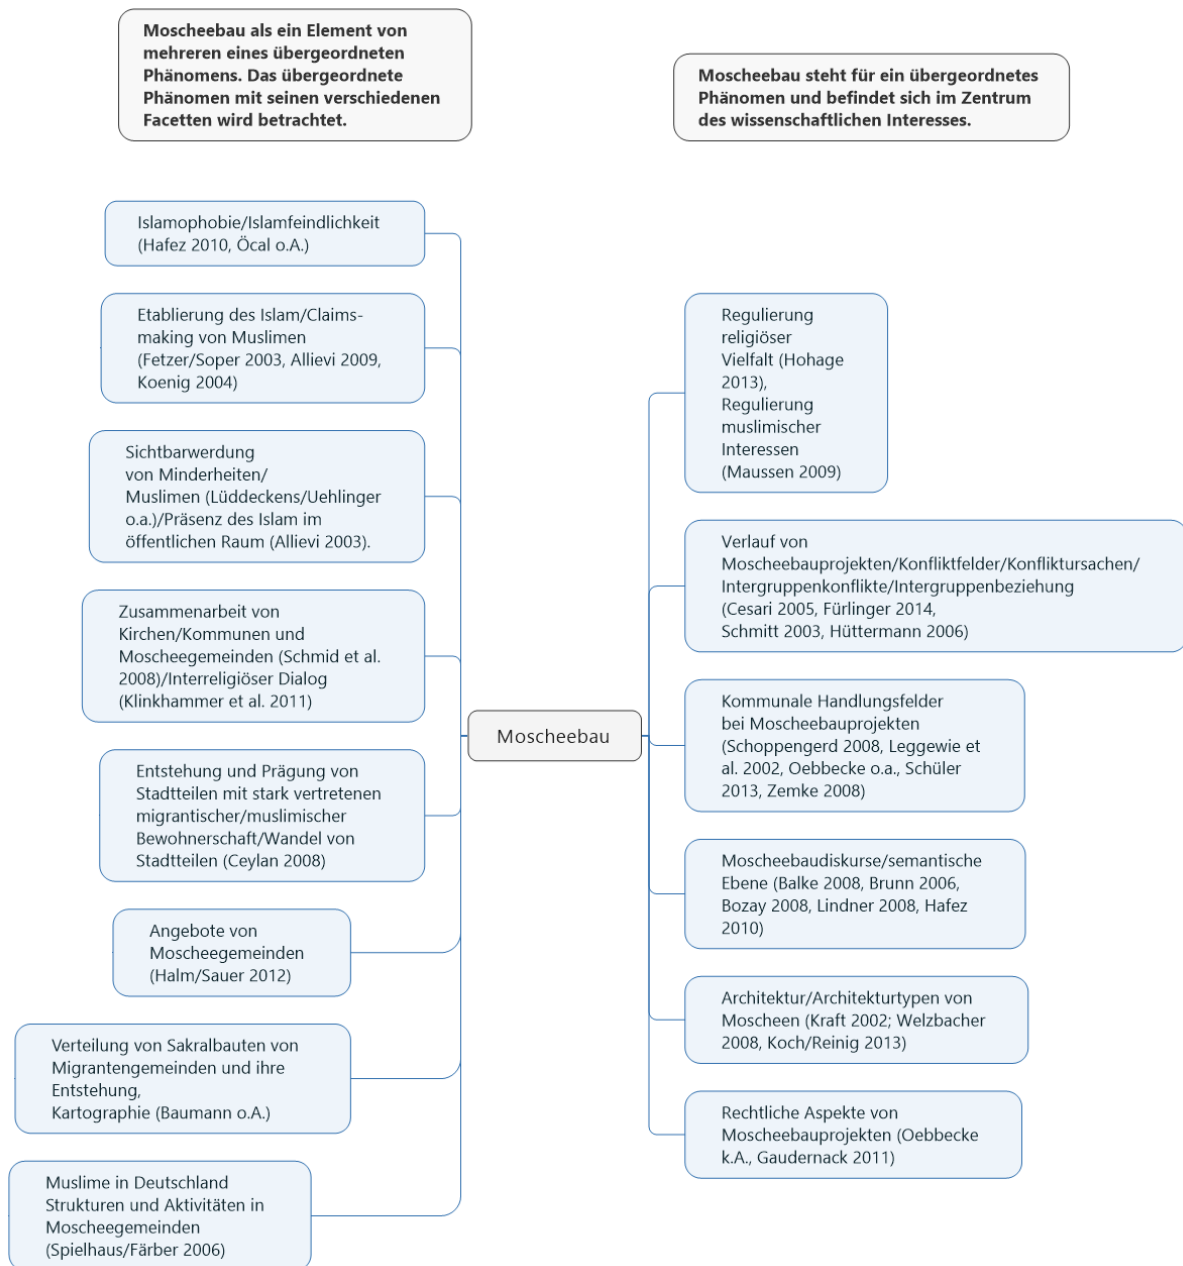 Moscheebau als ein Element von
mehreren eines übergeordneten
Phänomens. Das übergeordnete
Phänomen mit seinen verschiedenen
Facetten wird betrachtet.
Moscheebau steht für ein übergeordnetes
Phänomen und befindet sich im Zentrum
des wissenschaftlichen Interesses.
Islamophobie/Islamfeindlichkeit
(Hafez 2010, Öcal o.A.)
Etablierung des Islam/Claims-
making von Muslimen
(Fetzer/Soper 2003, Allievi 2009,
Koenig 2004)
Sichtbarwerdung
von Minderheiten/
Muslimen (Lüddeckens/Uehlinger
o.a.)/Präsenz des Islam im
öffentlichen Raum (Allievi 2003).
Zusammenarbeit von
Kirchen/Kommunen und
Moscheegemeinden (Schmid et al.
2008)/Interreligiöser Dialog
(Klinkhammer et al. 2011)
Entstehung und Prägung von
Stadtteilen mit stark vertretenen
migrantischer/muslimischer
Bewohnerschaft/Wandel von
Stadtteilen (Ceylan 2008)
Angebote von
Moscheegemeinden
(Halm/Sauer 2012)
Verteilung von Sakralbauten von
Migrantengemeinden und ihre
Entstehung,
Kartographie (Baumann o.A.)
Muslime in Deutschland
Strukturen und Aktivitäten in
Moscheegemeinden
(Spielhaus/Färber 2006)
Moscheebau
Regulierung
religiöser
Vielfalt (Hohage
2013),
Regulierung
muslimischer
Interessen
(Maussen 2009)
Verlauf von
Moscheebauprojekten/Konfliktfelder/Konfliktursachen/
Intergruppenkonflikte/Intergruppenbeziehung
(Cesari 2005, Fürlinger 2014,
Schmitt 2003, Hüttermann 2006)
Kommunale Handlungsfelder
bei Moscheebauprojekten
(Schoppengerd 2008, Leggewie et
al. 2002, Oebbecke o.a., Schüler
2013, Zemke 2008)
Moscheebaudiskurse/semantische
Ebene (Balke 2008, Brunn 2006,
Bozay 2008, Lindner 2008, Hafez
2010)
Architektur/Architekturtypen von
Moscheen (Kraft 2002; Welzbacher
2008, Koch/Reinig 2013)
Rechtliche Aspekte von
Moscheebauprojekten (Oebbecke
k.A., Gaudernack 2011)